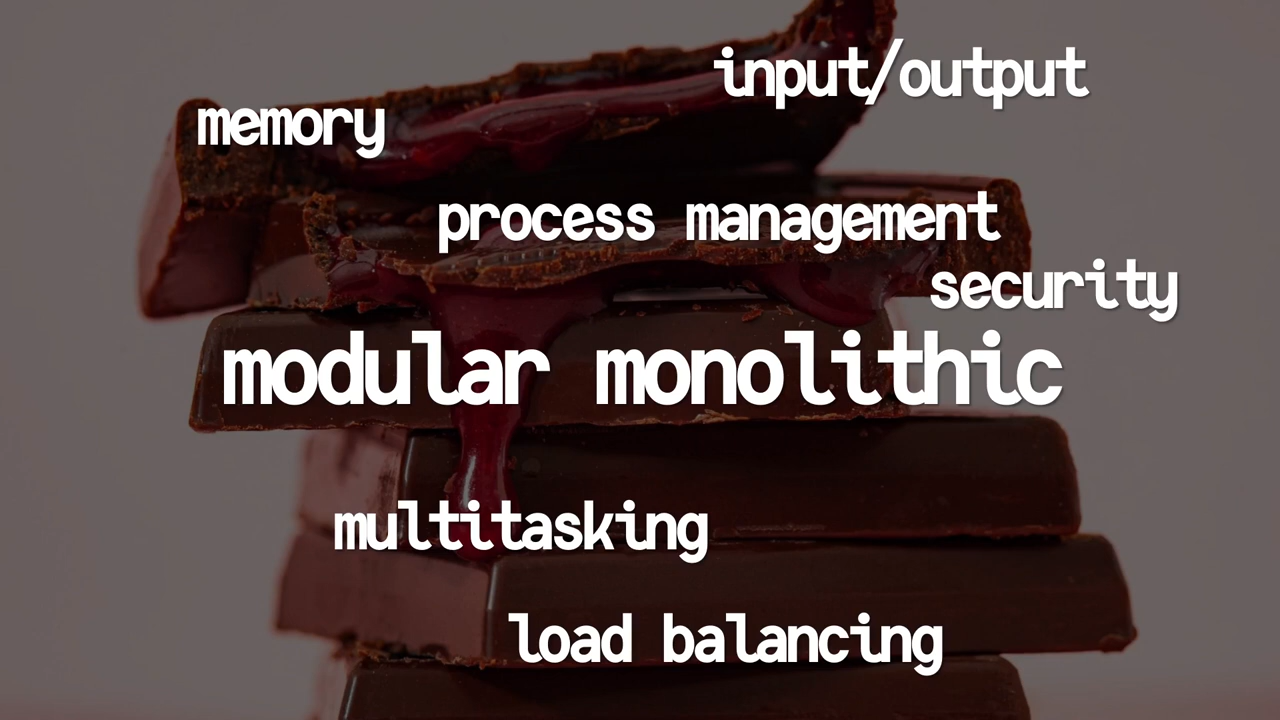 input/output
memory
process management
security
modular monolithic
multitasking
load balancing